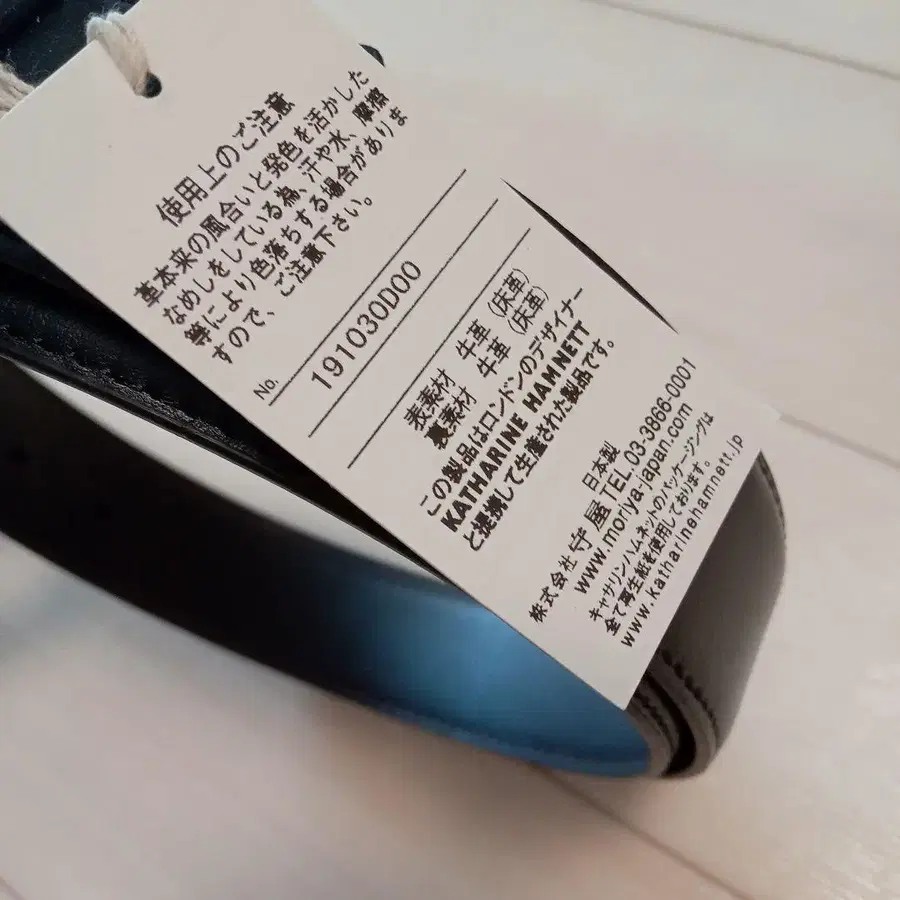 使用上のご注意
革本来の風合いと発色を活かした
なめしをしている為、汗や水、摩擦
等により色落ちする場合がありま
すので、ご注意下さい。
No.
191030D00
表素材 牛革 (床革)
裏素材 牛革 (床革)
この製品はロンドンのデザイナー
KATHARINE HAMNETT
と提携して生産された製品です。
日本製
株式会社 守屋 TEL.03-3866-0001
www.moriya-japan.com
キャサリンハムネットのパッケージングは
全て再生紙を使用しております。
www.katharinehamnett.jp